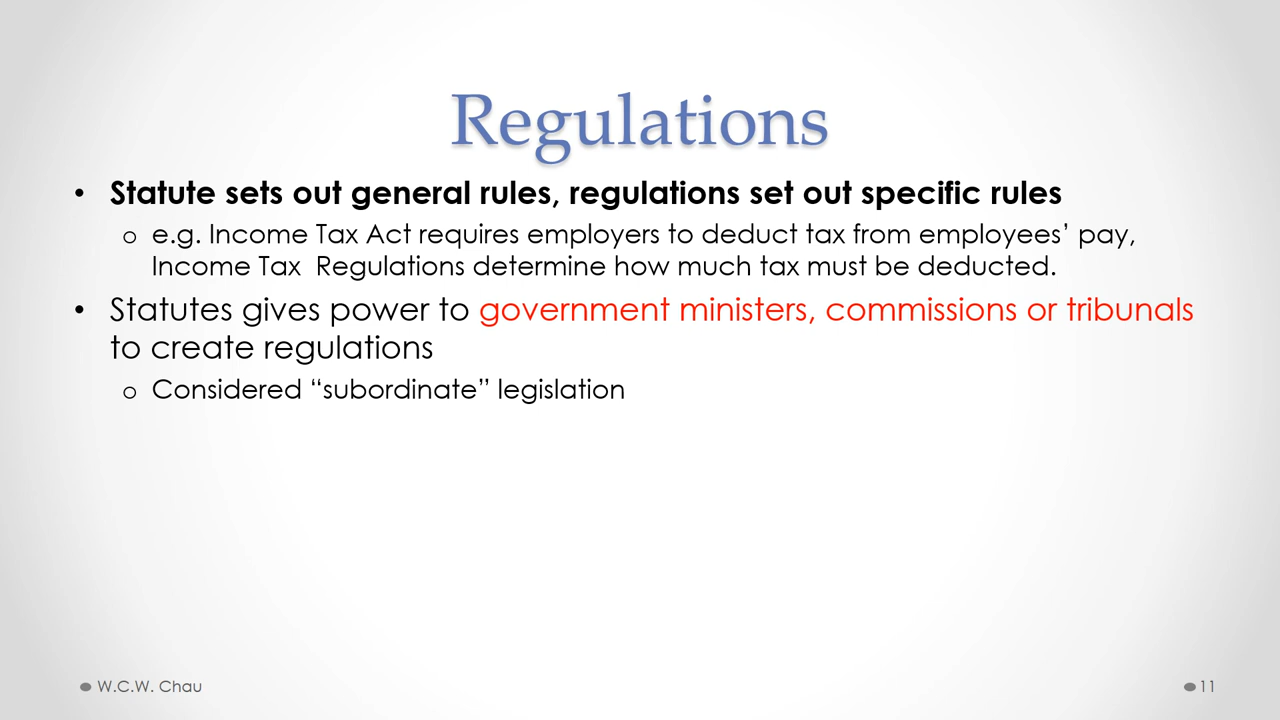 Regulations
• Statute sets out general rules, regulations set out specific rules
o e.g. Income Tax Act requires employers to deduct tax from employees’ pay,
Income Tax  Regulations determine how much tax must be deducted.
• Statutes gives power to government ministers, commissions or tribunals
to create regulations
o Considered “subordinate” legislation
W.C.W. Chau
11